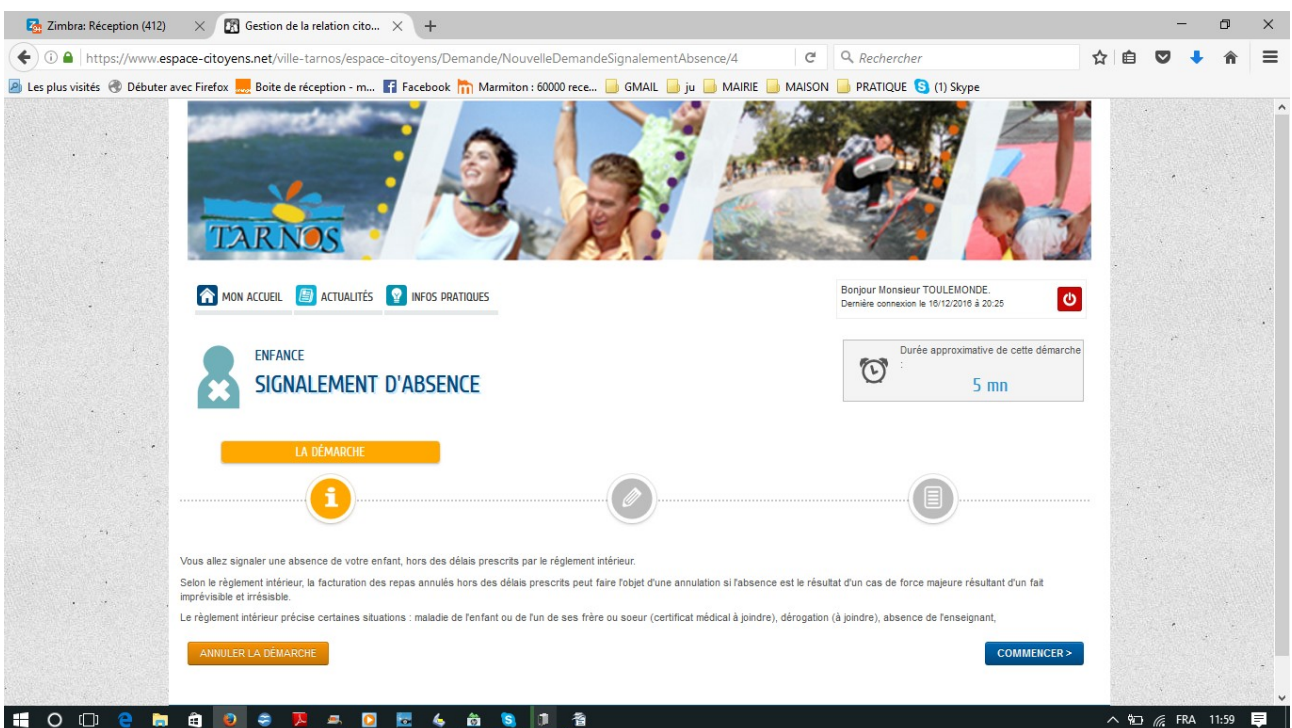 Zimbra: Réception (412)
Gestion de la relation cito...
https://www.espace-citoyens.net/ville-tarnos/espace-citoyens/Demande/NouvelleDemandeSignalementAbsence/4
Rechercher
Les plus visités Débuter avec Firefox Boite de réception - m... Facebook Marmiton : 60000 rece... GMAIL ju MAIRIE MAISON PRATIQUE (1) Skype
TARNOS
MON ACCUEIL ACTUALITÉS INFOS PRATIQUES
Bonjour Monsieur TOULEMONDE.
Dernière connexion le 16/12/2016 à 20:25
ENFANCE
SIGNALEMENT D'ABSENCE
Durée approximative de cette démarche
:
5 mn
LA DÉMARCHE
Vous allez signaler une absence de votre enfant, hors des délais prescrits par le règlement intérieur.
Selon le règlement intérieur, la facturation des repas annulés hors des délais prescrits peut faire l'objet d'une annulation si l'absence est le résultat d'un cas de force majeure résultant d'un fait
imprévisible et irrésisble.
Le règlement intérieur précise certaines situations : maladie de l'enfant ou de l'un de ses frère ou soeur (certificat médical à joindre), dérogation (à joindre), absence de l'enseignant,
ANNULER LA DÉMARCHE
COMMENCER >
FRA 11:59